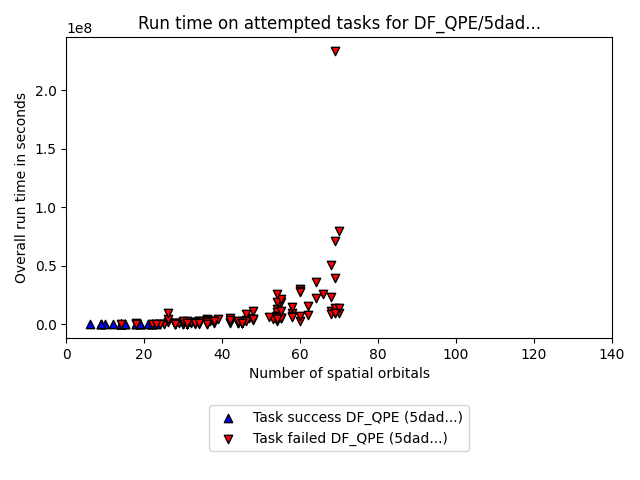 Run time on attempted tasks for DF_QPE/5dad...
1e8
2.0
1.5
1.0
0.5
0.0
Overall run time in seconds
0 20 40 60 80 100 120 140
Number of spatial orbitals
Task success DF_QPE (5dad...)
Task failed DF_QPE (5dad...)